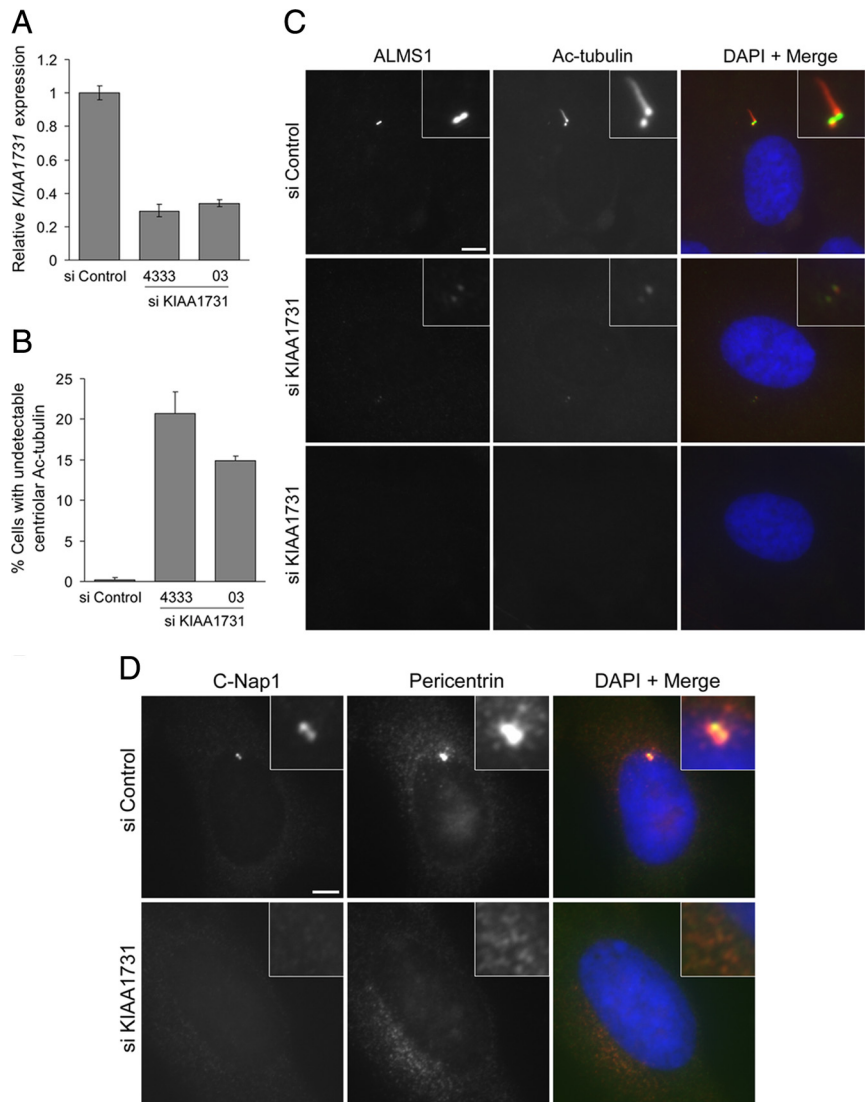 A
Relative KIAA1731 expression
1.2
1
0.8
0.6
0.4
0.2
0
si Control
4333
03
si KIAA1731
B
% Cells with undetectable
centriolar Ac-tubulin
25
20
15
10
5
0
si Control
4333
03
si KIAA1731
C
ALMS1
Ac-tubulin
DAPI + Merge
si Control
si KIAA1731
si KIAA1731
D
C-Nap1
Pericentrin
DAPI + Merge
si Control
si KIAA1731